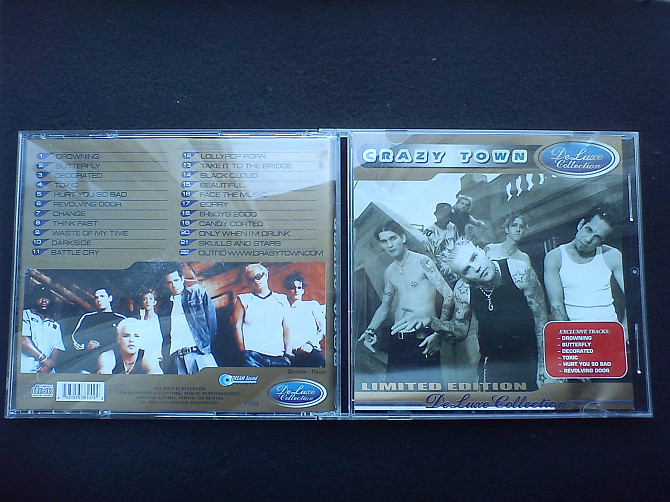 1 DROWNING
2 BUTTERFLY
3 DECORATED
4 TOXIC
5 HURT YOU SO BAD
6 REVOLVING DOOR
7 CHANGE
8 THINK FAST
9 WASTE OF MY TIME
10 DARKSIDE
11 BATTLE CRY
12 LOLLYPOP PORN
13 TAKE IT TO THE BRIDGE
14 BLACK CLOUD
15 BEAUTIFUL
16 FACE THE MUSIC
17 SORRY
18 B-BOYS 2000
19 CANDY COATED
20 ONLY WHEN I'M DRUNK
21 SKULLS AND STARS
22 OUTRO WWW.CRASYTOWN.COM
ALL RIGHTS RESERVED.
DREAM Sound
De Luxe
Collection
CRAZY TOWN
De Luxe
Collection
EXCLUSIVE TRACKS:
- DROWNING
- BUTTERFLY
- DECORATED
- TOXIC
- HURT YOU SO BAD
- REVOLVING DOOR
LIMITED EDITION
De Luxe Collection